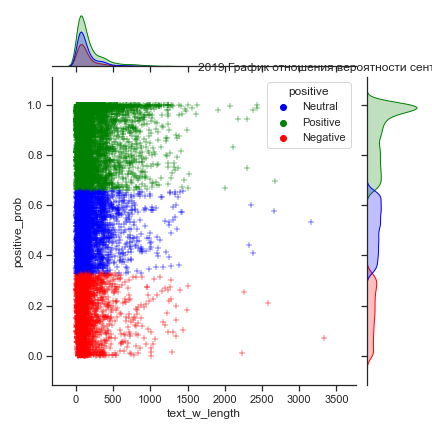 2019 График отношения вероятности сент
positive
Neutral
Positive
Negative
positive_prob
1.0
0.8
0.6
0.4
0.2
0.0
0 500 1000 1500 2000 2500 3000 3500
text_w_length